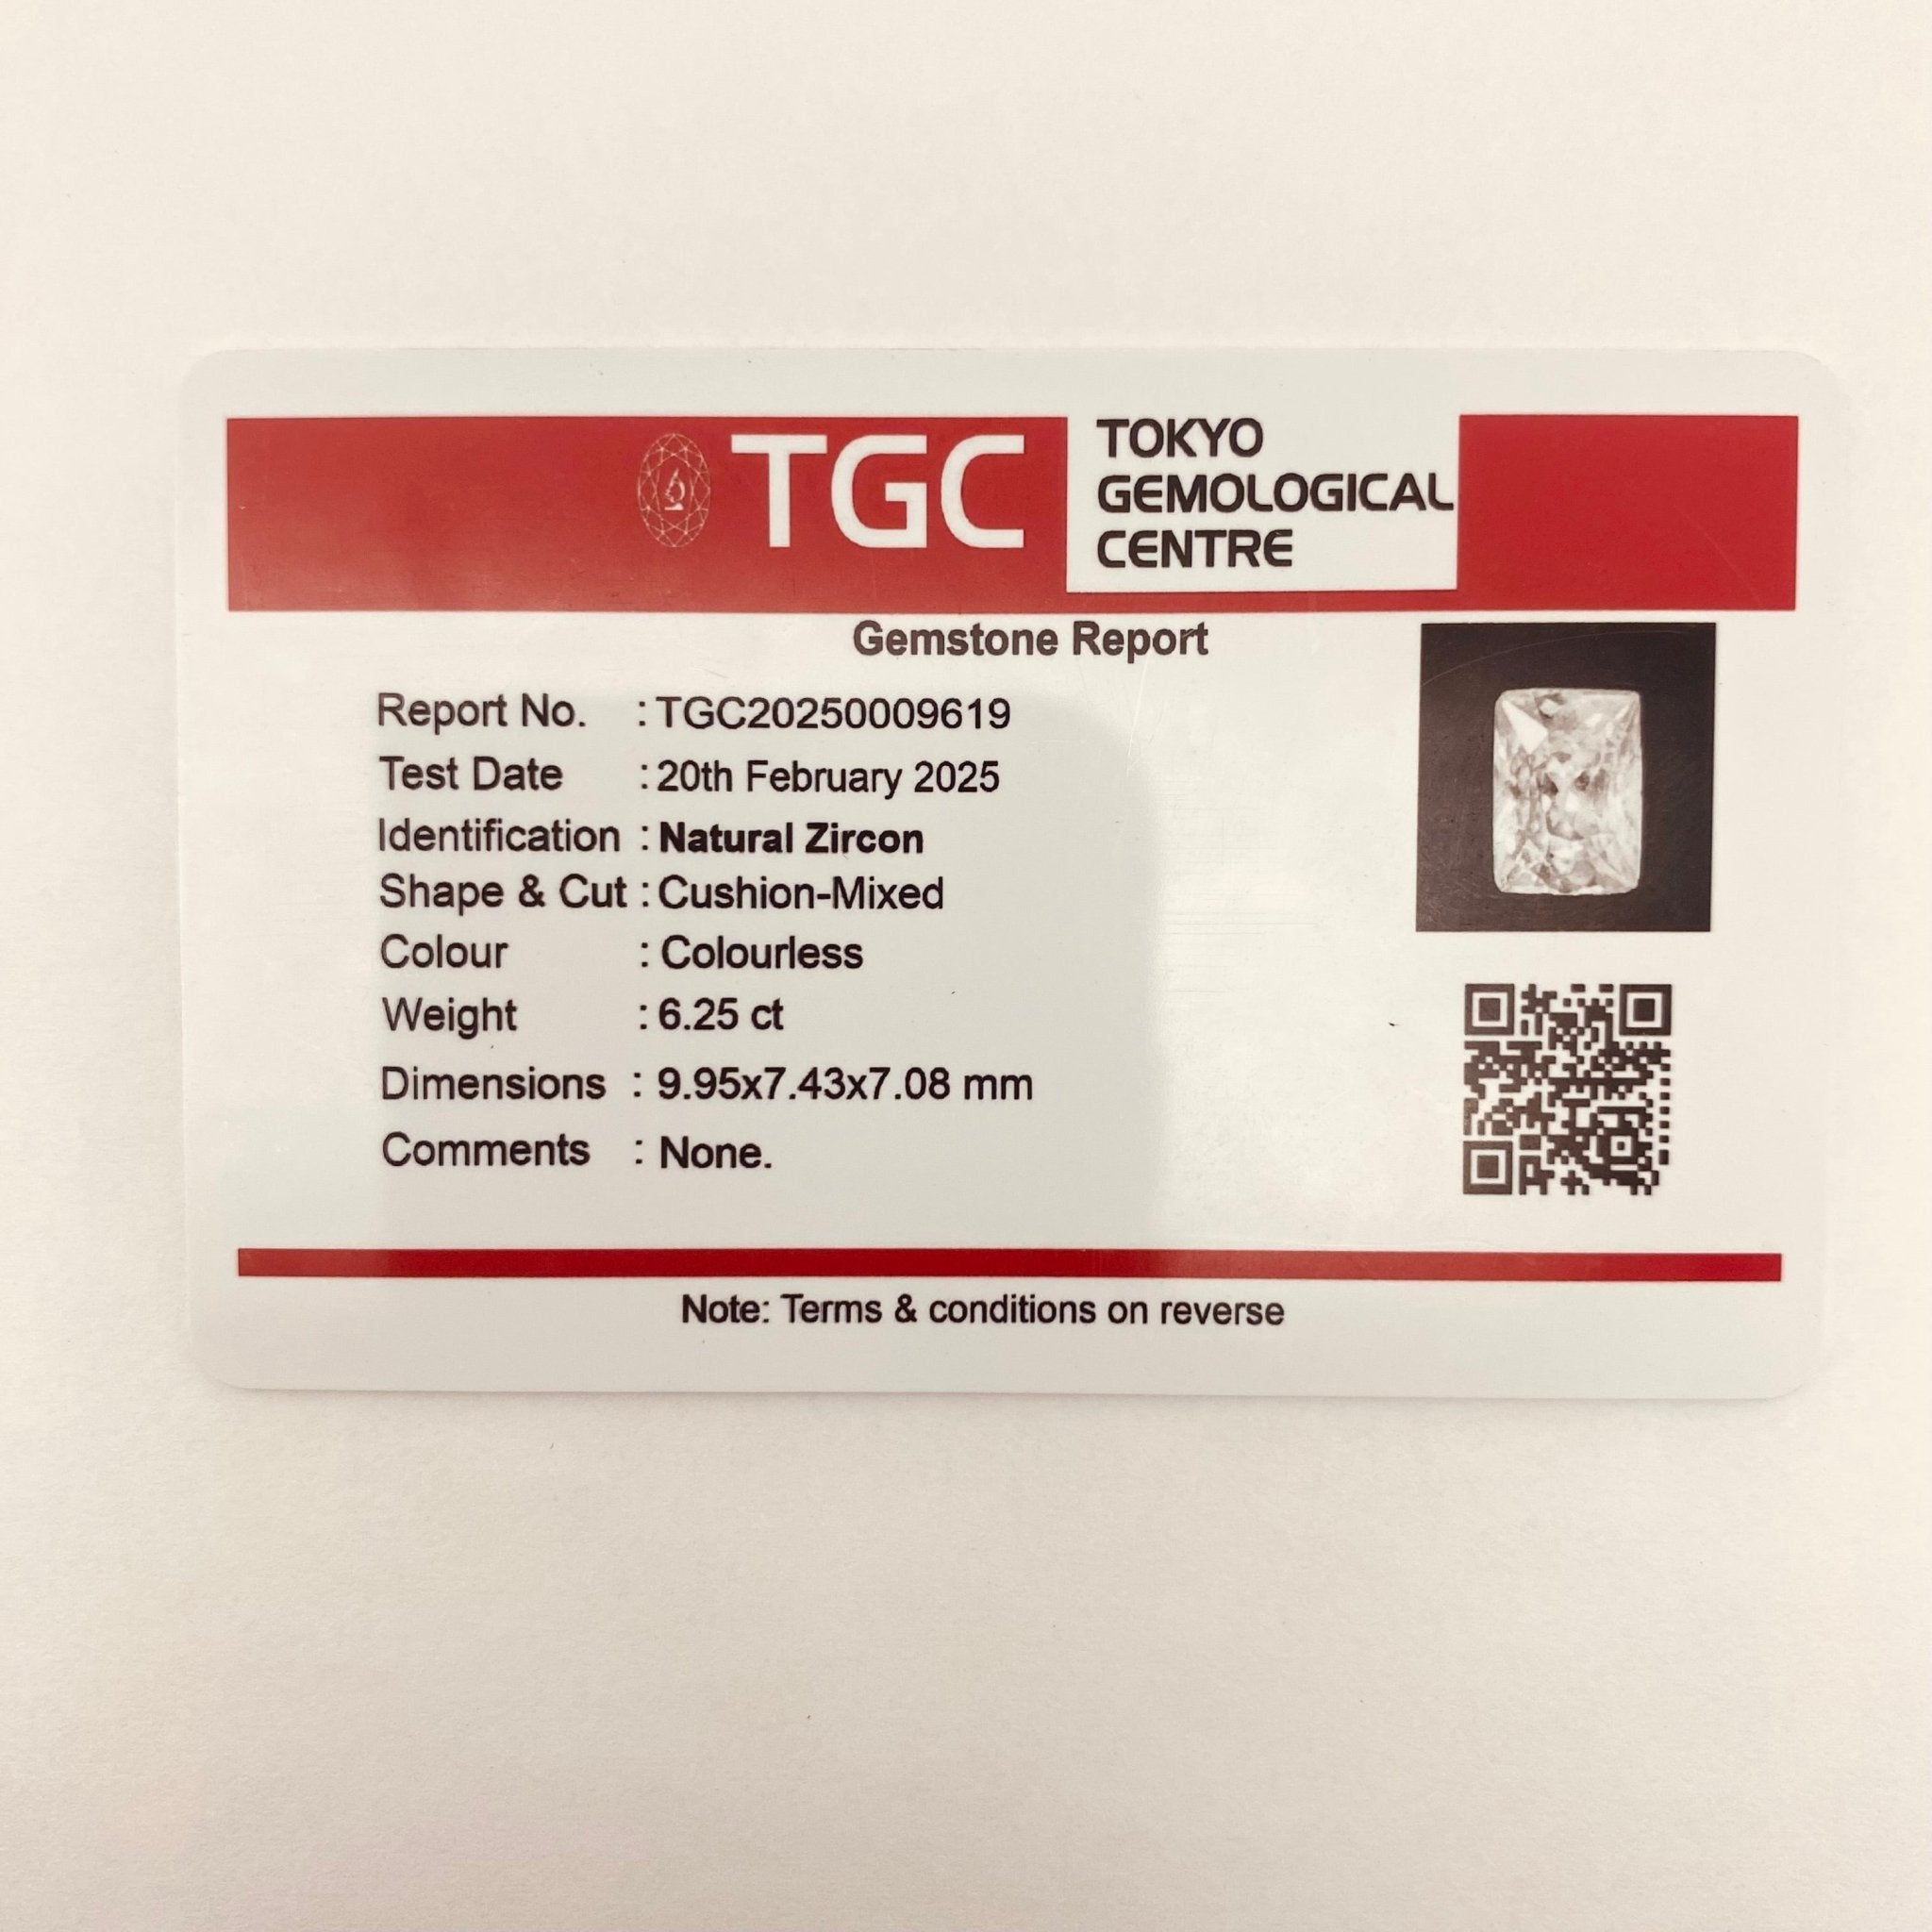 TGC
TOKYO
GEMOLOGICAL
CENTRE
Gemstone Report
Report No. : TGC20250009619
Test Date : 20th February 2025
Identification : Natural Zircon
Shape & Cut : Cushion-Mixed
Colour : Colourless
Weight : 6.25 ct
Dimensions : 9.95x7.43x7.08 mm
Comments : None.
Note: Terms & conditions on reverse